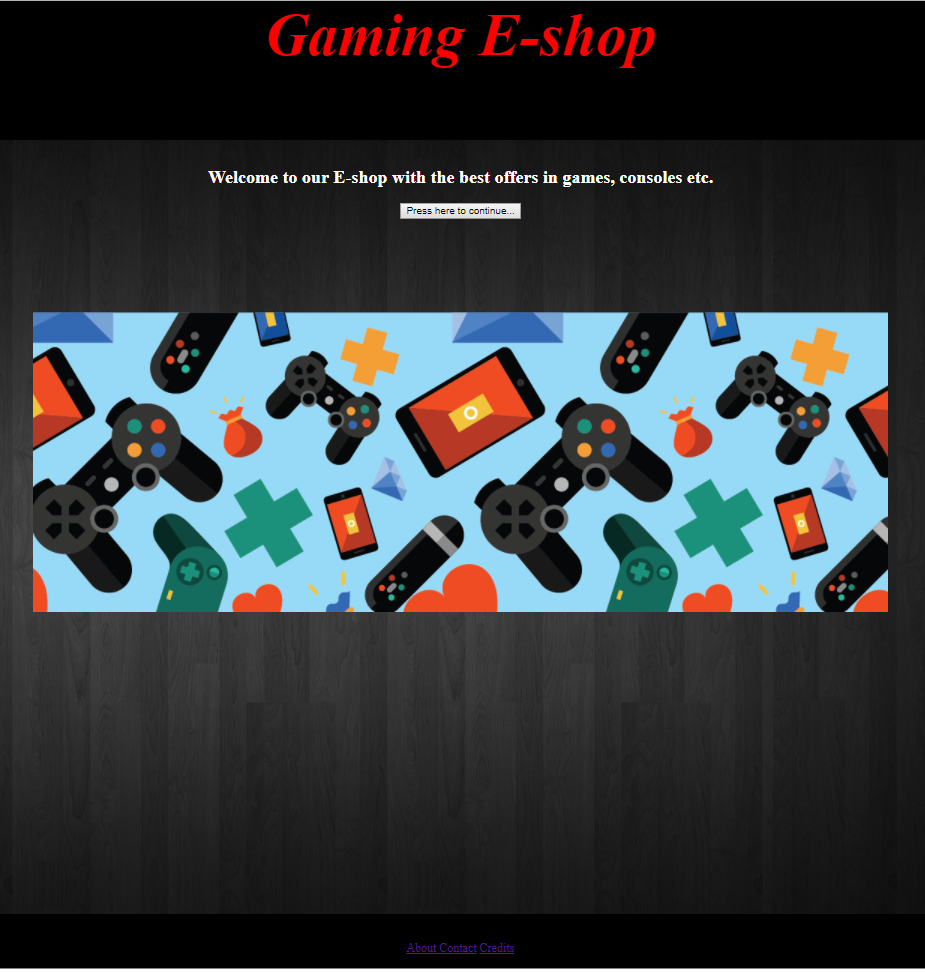 Gaming E-shop
Welcome to our E-shop with the best offers in games, consoles etc.
Press here to continue...
About Contact Credits